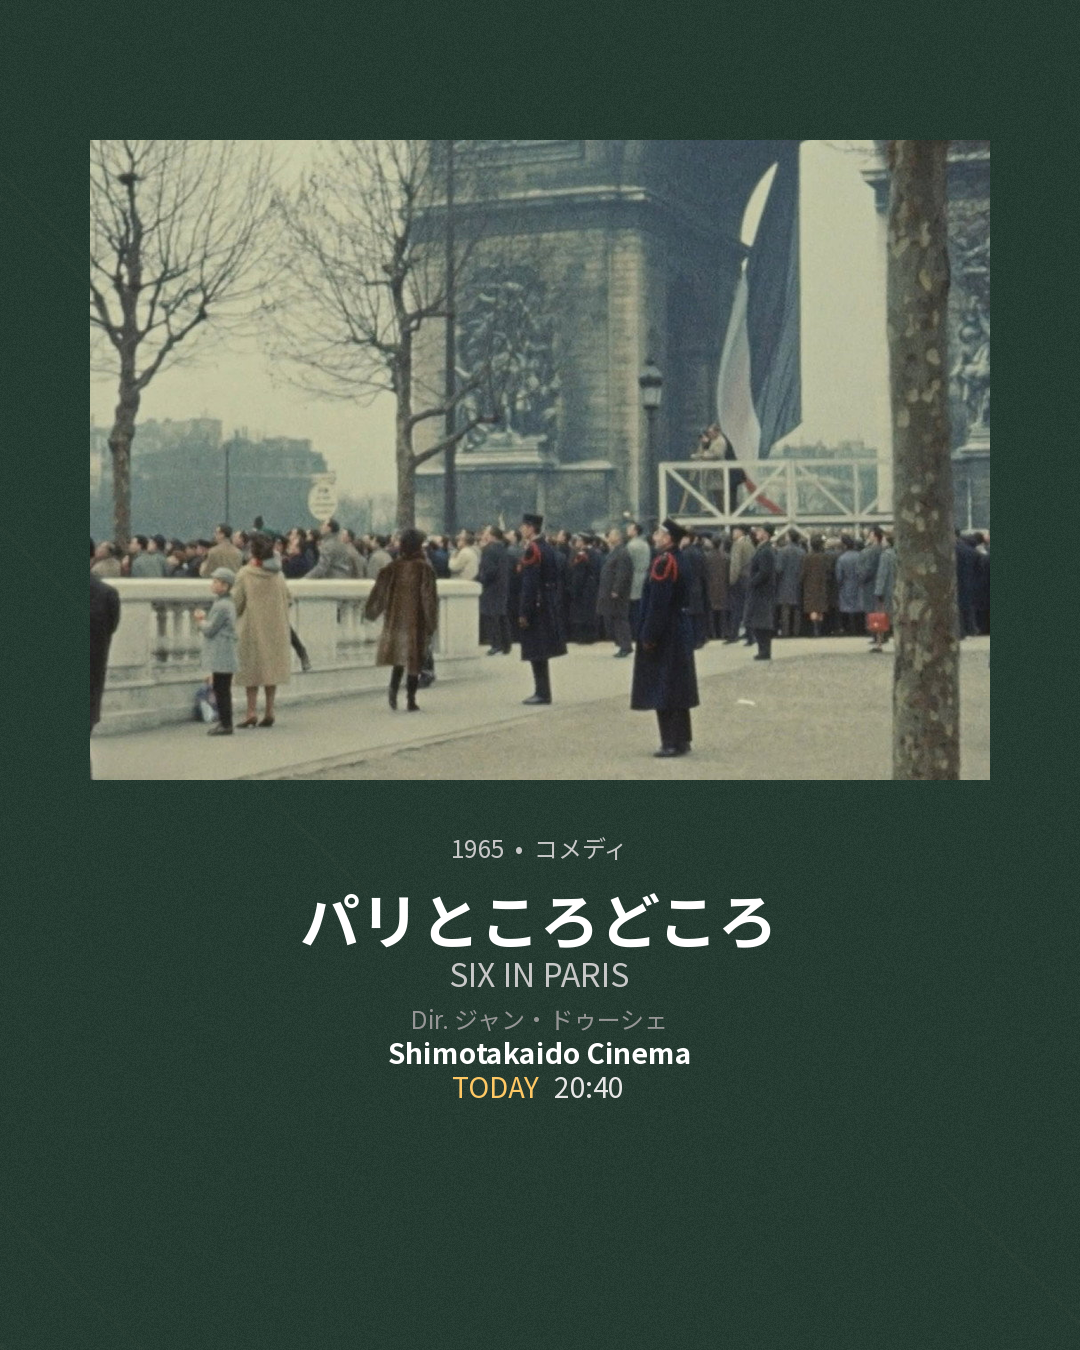 1965 • コメディ
パリところどころ
SIX IN PARIS
Dir. ジャン・ドゥーシェ
Shimotakaido Cinema
TODAY 20:40